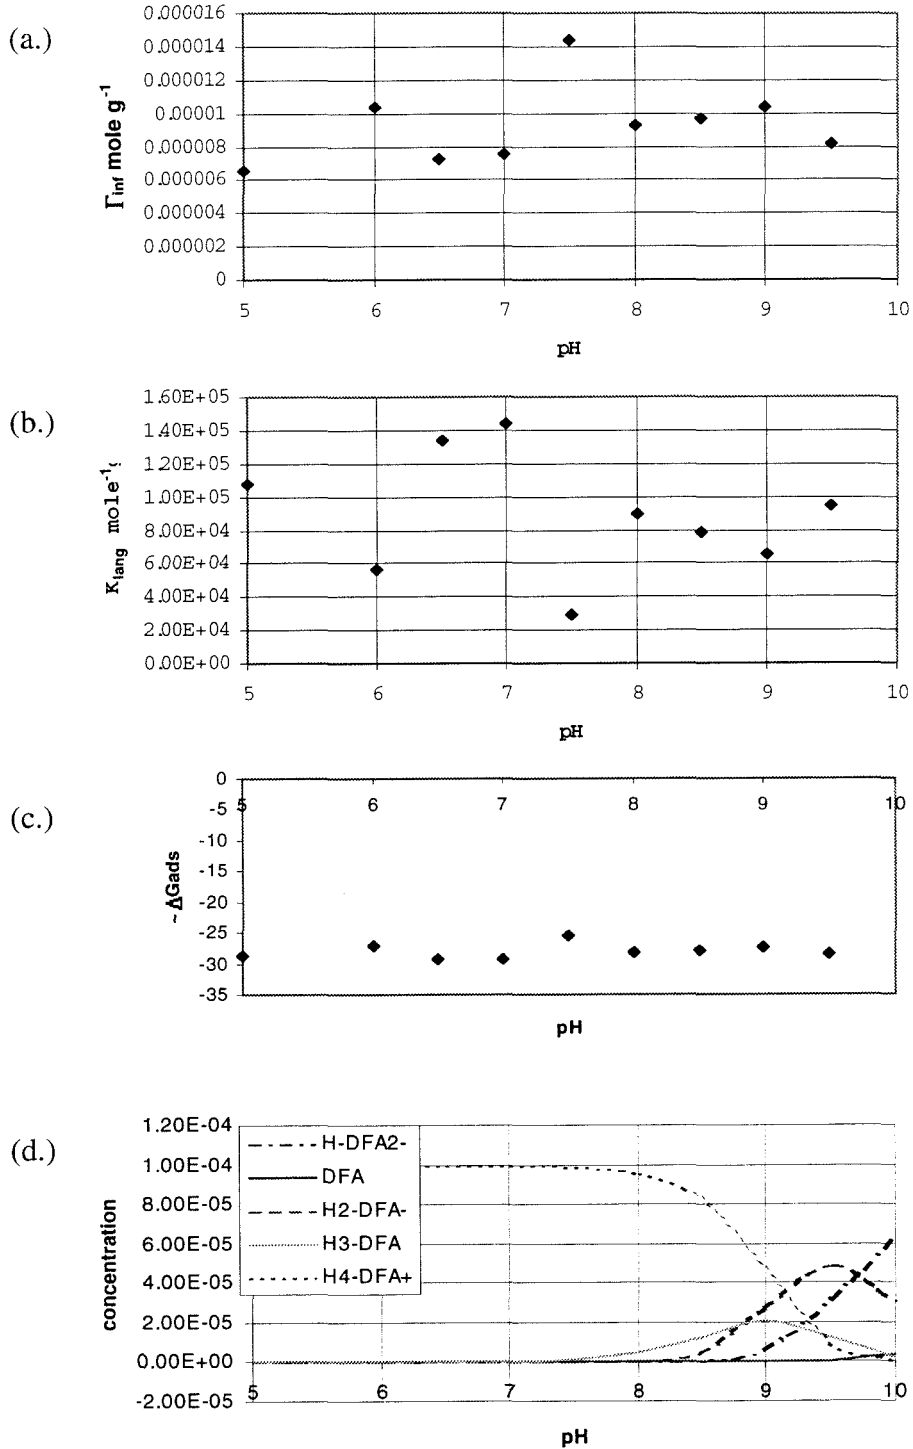 (a.)
0.000016
0.000014
0.000012
0.00001
0.000008
0.000006
0.000004
0.000002
0
Γinf mole g-1
5 6 7 8 9 10
pH
(b.)
1.60E+05
1.40E+05
1.20E+05
1.00E+05
8.00E+04
6.00E+04
4.00E+04
2.00E+04
0.00E+00
Klang mole-1
5 6 7 8 9 10
pH
(c.)
0
-5
-10
-15
-20
-25
-30
-35
~ΔGads
5 6 7 8 9 10
pH
(d.)
1.20E-04
1.00E-04
8.00E-05
6.00E-05
4.00E-05
2.00E-05
0.00E+00
-2.00E-05
concentration
H-DFA2-
DFA
H2-DFA-
H3-DFA
H4-DFA+
5 6 7 8 9 10
pH